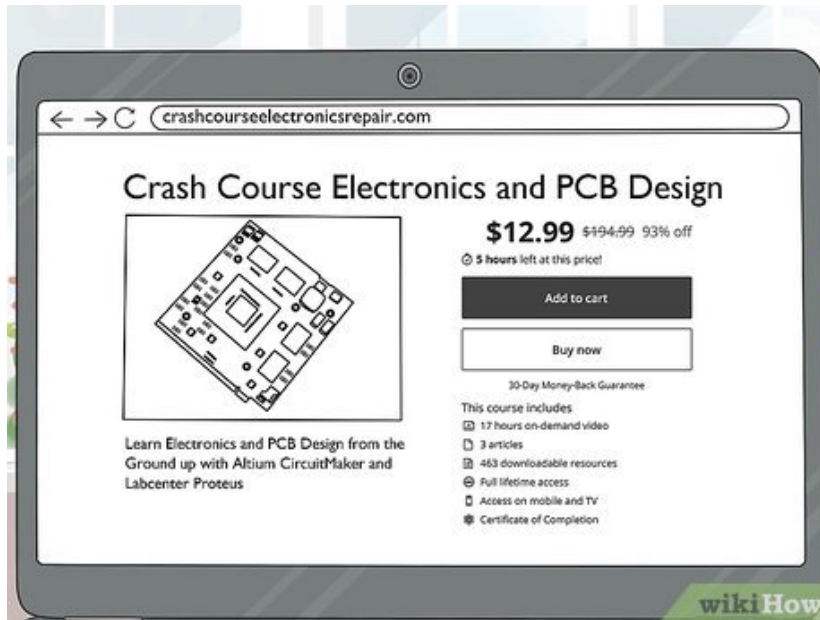 crashcourseelectronicsrepair.com
Crash Course Electronics and PCB Design
$12.99 $194.99 93% off
5 hours left at this price!
Add to cart
Buy now
30-Day Money-Back Guarantee
This course includes
17 hours on-demand video
3 articles
463 downloadable resources
Full lifetime access
Access on mobile and TV
Certificate of Completion
Learn Electronics and PCB Design from the
Ground up with Altium CircuitMaker and
Labcenter Proteus
wikiHow